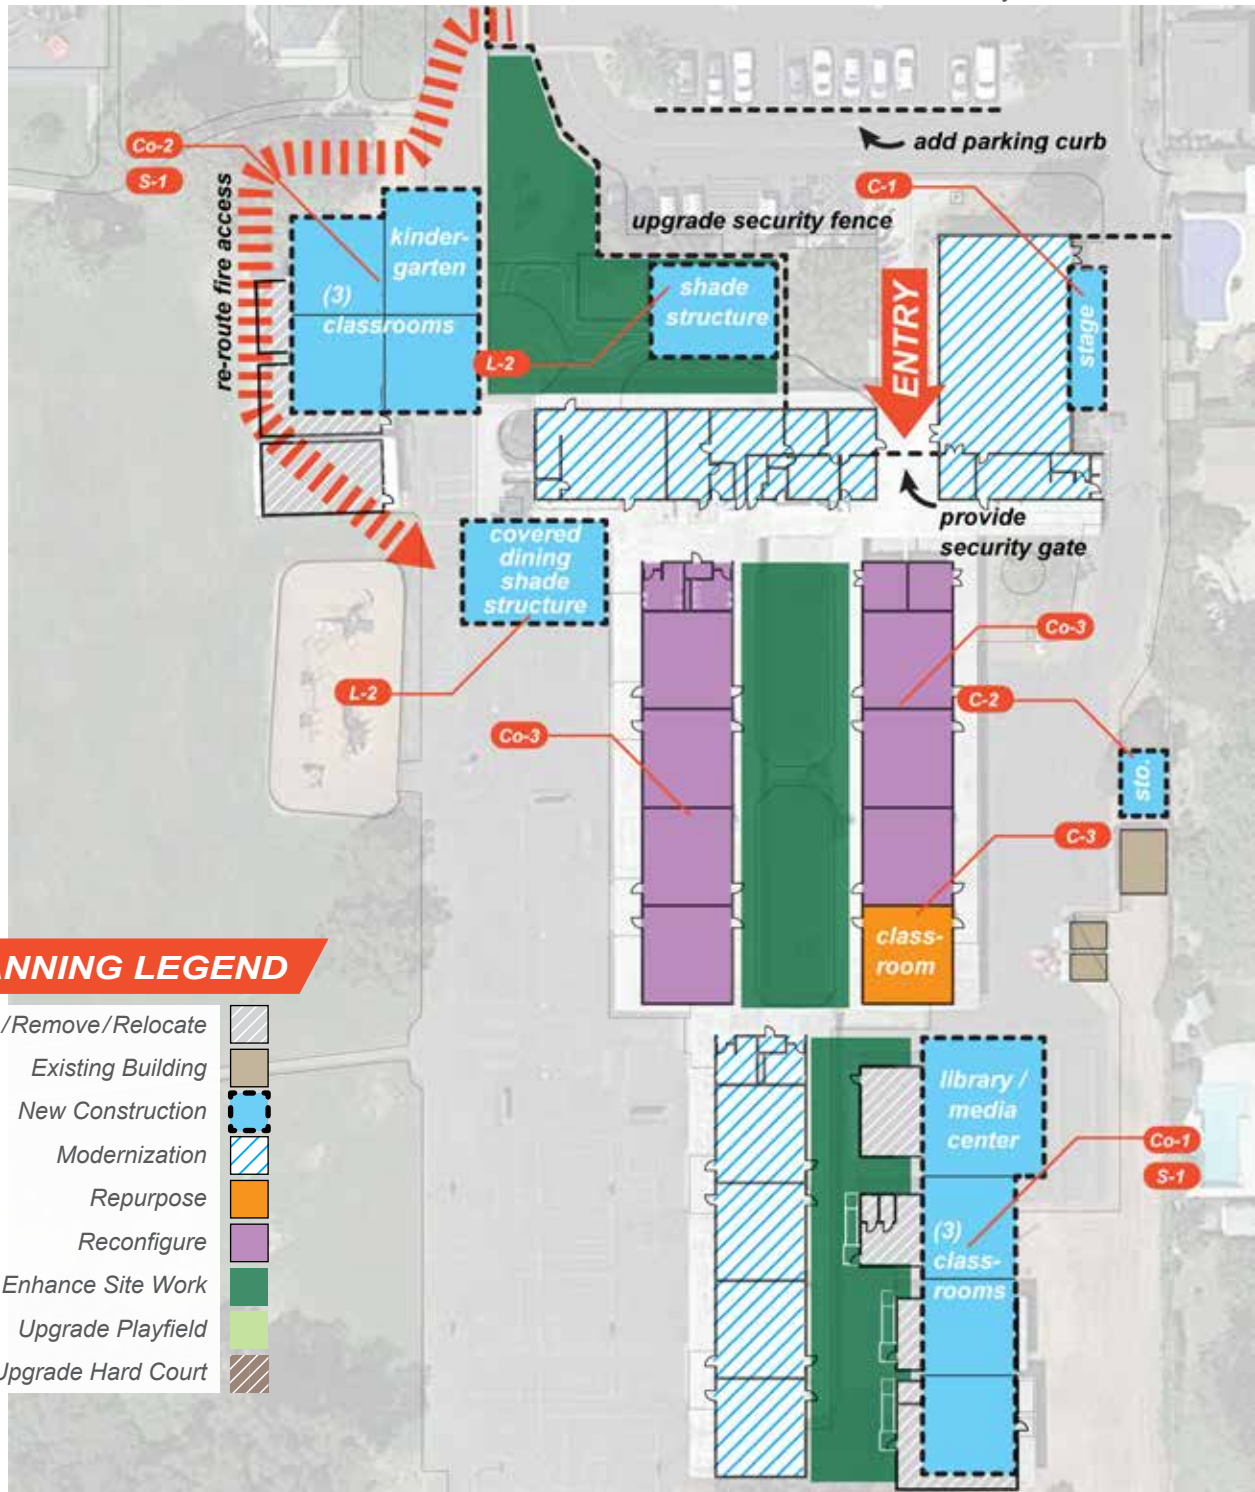 add parking curb
Co-2
S-1
C-1
re-route fire access
upgrade security fence
kinder-
garten
(3)
classrooms
shade
structure
ENTRY
stage
L-2
provide
security gate
covered
dining
shade
structure
Co-3
L-2
C-2
Co-3
sto.
C-3
class-
room
ANNING LEGEND
/Remove/Relocate
Existing Building
New Construction
Modernization
Repurpose
Reconfigure
Enhance Site Work
Upgrade Playfield
Upgrade Hard Court
library /
media
center
Co-1
S-1
(3)
class-
rooms